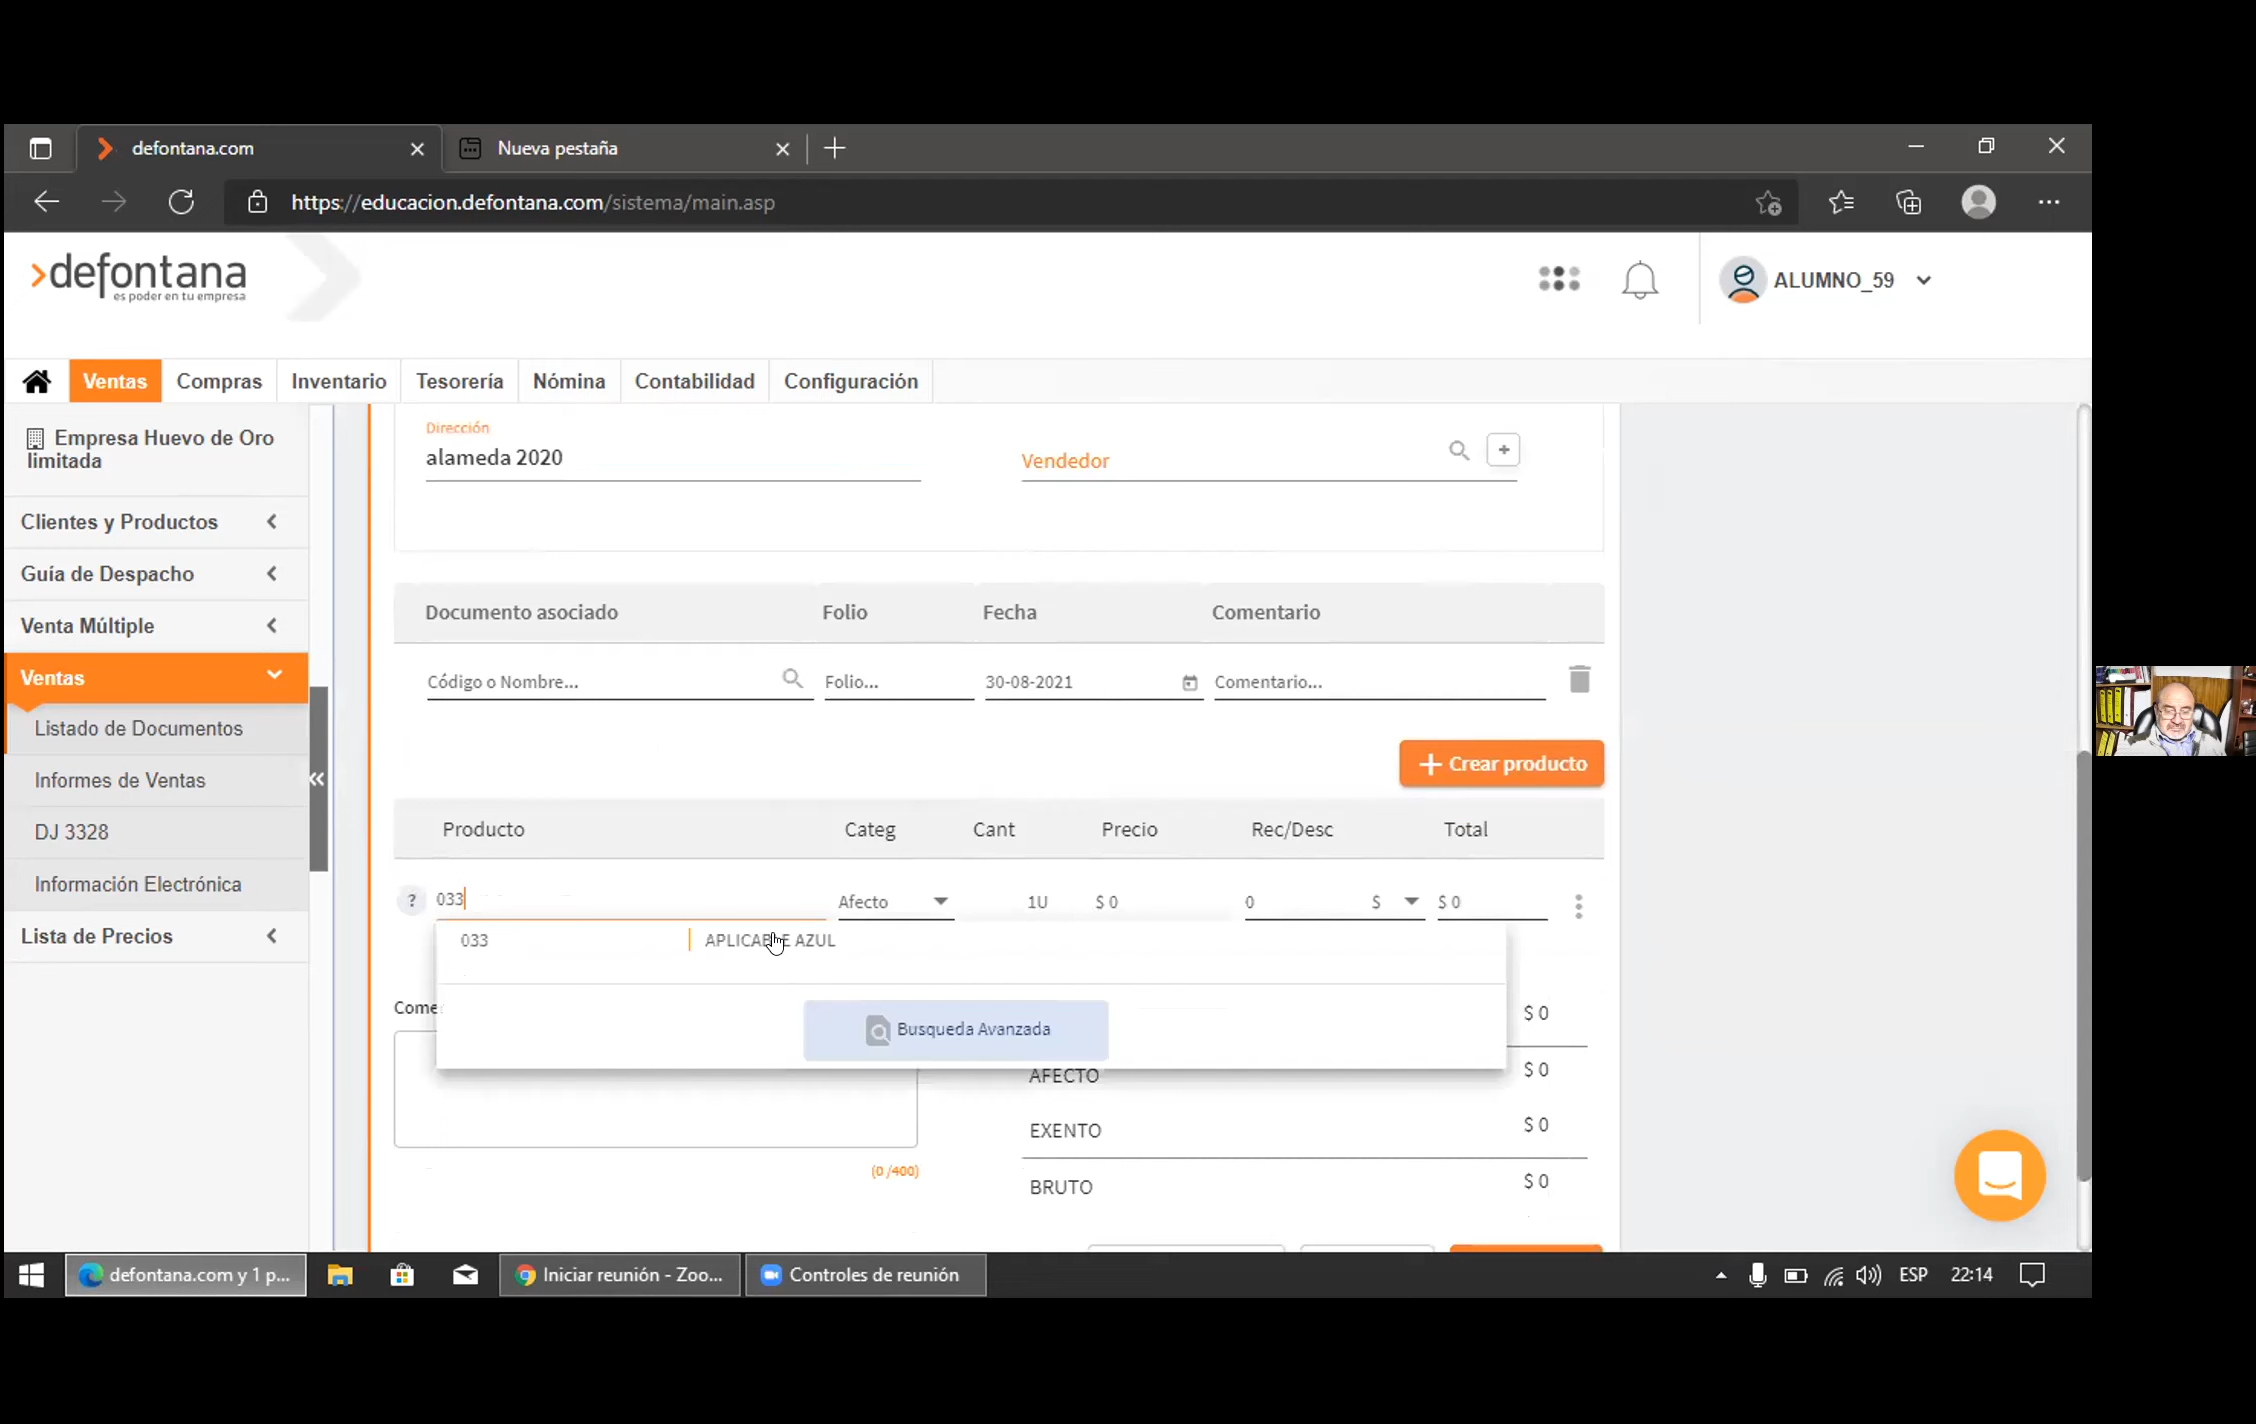 defontana.com
Nueva pestaña
https://educacion.defontana.com/sistema/main.asp
defontana
es poder en tu empresa
ALUMNO_59
Ventas
Compras
Inventario
Tesorería
Nómina
Contabilidad
Configuración
Empresa Huevo de Oro
limitada
Clientes y Productos
Guía de Despacho
Venta Múltiple
Ventas
Listado de Documentos
Informes de Ventas
DJ 3328
Información Electrónica
Lista de Precios
Dirección
alameda 2020
Vendedor
Documento asociado
Folio
Fecha
Comentario
Código o Nombre...
Folio...
30-08-2021
Comentario...
+ Crear producto
Producto
Categ
Cant
Precio
Rec/Desc
Total
?
033
Afecto
1U
$ 0
0
$
$ 0
033
APLICABLE AZUL
Busqueda Avanzada
Come
$ 0
AFECTO
$ 0
EXENTO
$ 0
BRUTO
$ 0
(0 /400)
defontana.com y 1 p...
Iniciar reunión - Zoo...
Controles de reunión
ESP
22:14